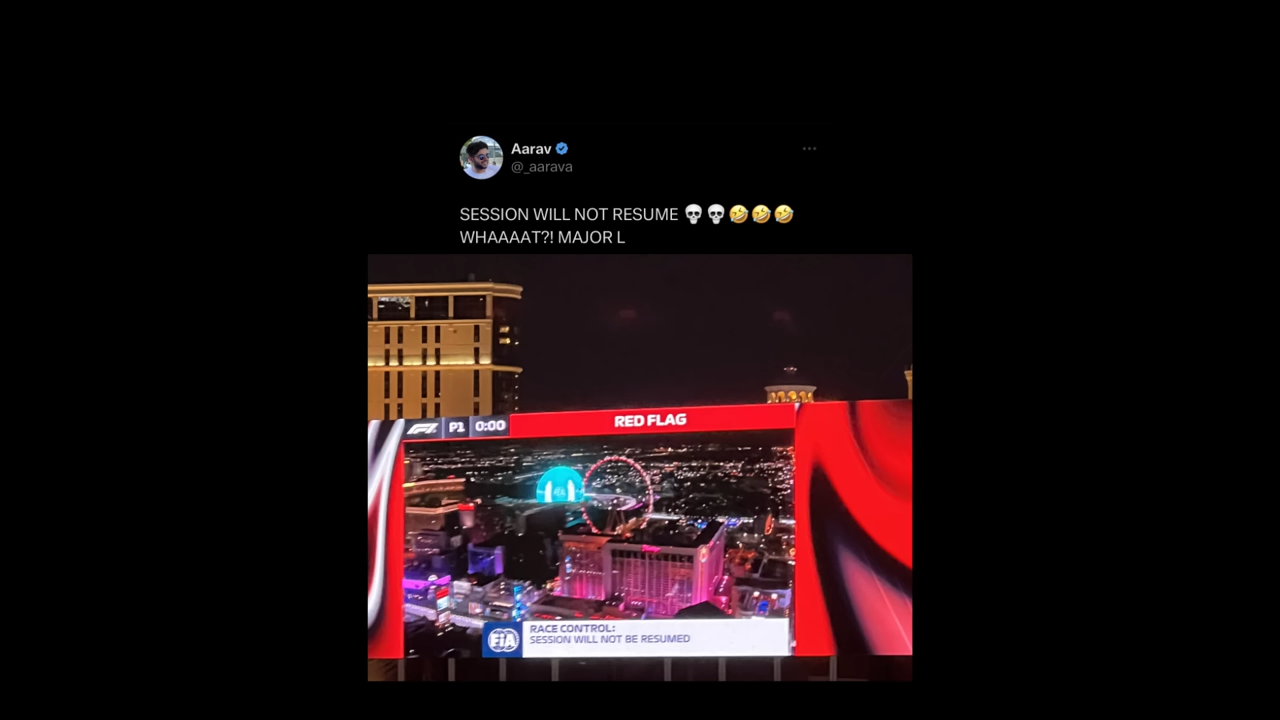 Aarav
@_aarava
SESSION WILL NOT RESUME 💀💀🤣🤣🤣
WHAAAAT?! MAJOR L
F1 P1 0:00 RED FLAG
FIA
RACE CONTROL:
SESSION WILL NOT BE RESUMED